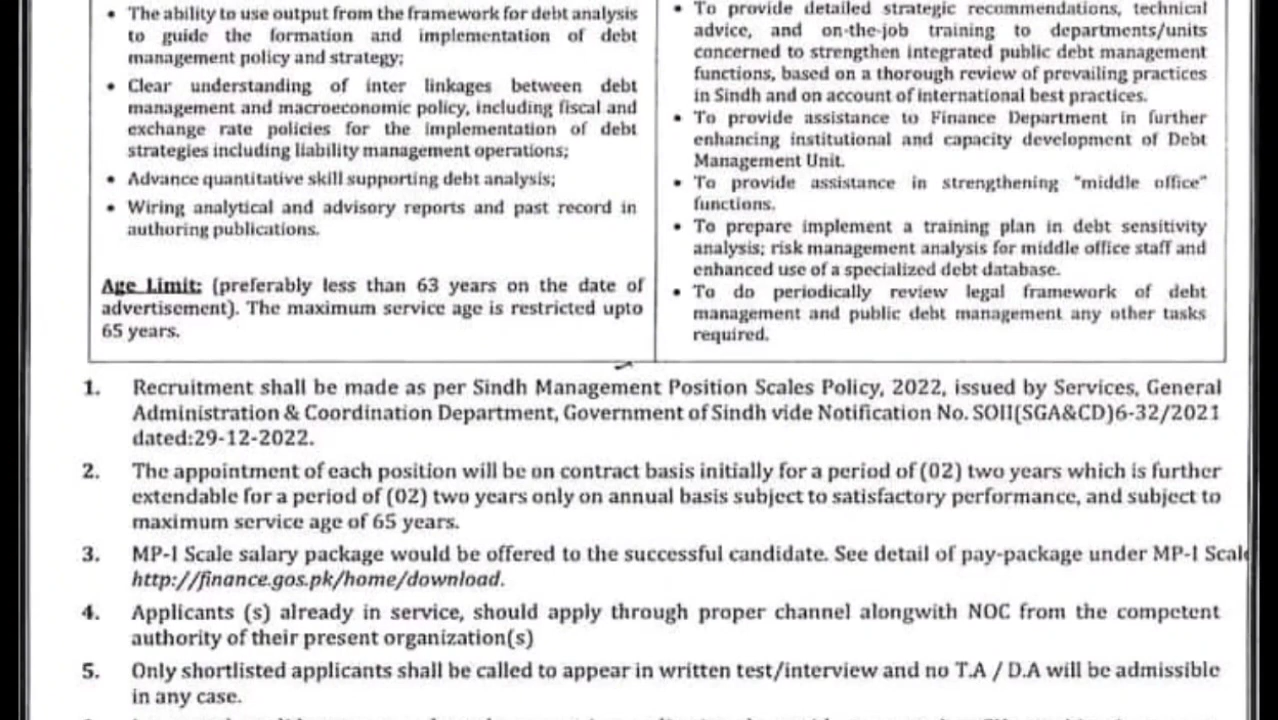 • The ability to use output from the framework for debt analysis
to guide the formation and implementation of debt
management policy and strategy;
• Clear understanding of inter linkages between debt
management and macroeconomic policy, including fiscal and
exchange rate policies for the implementation of debt
strategies including liability management operations;
• Advance quantitative skill supporting debt analysis;
• Wiring analytical and advisory reports and past record in
authoring publications.
Age Limit: (preferably less than 63 years on the date of
advertisement). The maximum service age is restricted upto
65 years.
• To provide detailed strategic recommendations, technical
advice, and on-the-job training to departments/units
concerned to strengthen integrated public debt management
functions, based on a thorough review of prevailing practices
in Sindh and on account of international best practices.
• To provide assistance to Finance Department in further
enhancing institutional and capacity development of Debt
Management Unit.
• To provide assistance in strengthening "middle office"
functions.
• To prepare implement a training plan in debt sensitivity
analysis; risk management analysis for middle office staff and
enhanced use of a specialized debt database.
• To do periodically review legal framework of debt
management and public debt management any other tasks
required.
1. Recruitment shall be made as per Sindh Management Position Scales Policy, 2022, issued by Services, General
Administration & Coordination Department, Government of Sindh vide Notification No. SOII(SGA&CD)6-32/2021
dated:29-12-2022.
2. The appointment of each position will be on contract basis initially for a period of (02) two years which is further
extendable for a period of (02) two years only on annual basis subject to satisfactory performance, and subject to
maximum service age of 65 years.
3. MP-I Scale salary package would be offered to the successful candidate. See detail of pay-package under MP-I Scale
http://finance.gos.pk/home/download.
4. Applicants (s) already in service, should apply through proper channel alongwith NOC from the competent
authority of their present organization(s)
5. Only shortlisted applicants shall be called to appear in written test/interview and no T.A / D.A will be admissible
in any case.